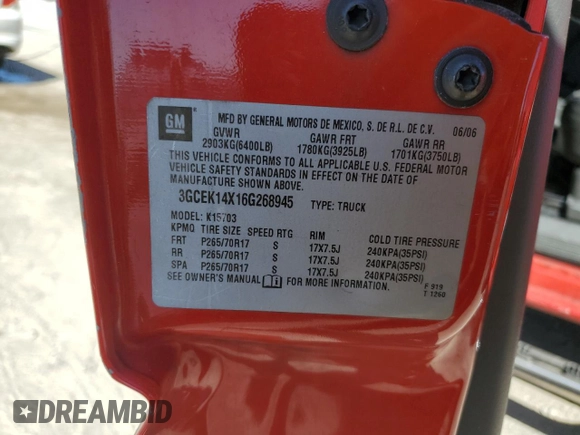 GM
MFD BY GENERAL MOTORS DE MEXICO, S. DE R.L. DE C.V. 06/06
GVWR GAWR FRT GAWR RR
2903KG(6400LB) 1780KG(3925LB) 1701KG(3750LB)
THIS VEHICLE CONFORMS TO ALL APPLICABLE U.S. FEDERAL MOTOR
VEHICLE SAFETY STANDARDS IN EFFECT ON THE DATE OF MANUFACTURE
SHOWN ABOVE.
3GCEK14X16G268945 TYPE: TRUCK
MODEL: K15703
KPMQ TIRE SIZE SPEED RTG RIM COLD TIRE PRESSURE
FRT P265/70R17 S 17X7.5J 240KPA(35PSI)
RR P265/70R17 S 17X7.5J 240KPA(35PSI)
SPA P265/70R17 S 17X7.5J 240KPA(35PSI)
SEE OWNER'S MANUAL FOR MORE INFORMATION.
F 919
T 1260
DREAMBID